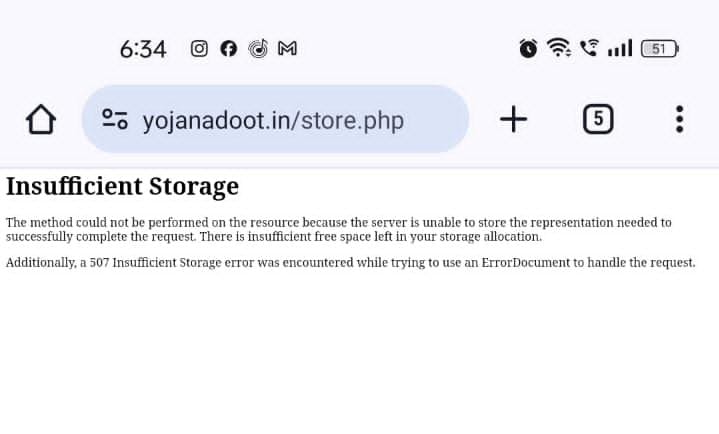 6:34
51
yojanadoot.in/store.php
5
Insufficient Storage
The method could not be performed on the resource because the server is unable to store the representation needed to
successfully complete the request. There is insufficient free space left in your storage allocation.
Additionally, a 507 Insufficient Storage error was encountered while trying to use an ErrorDocument to handle the request.